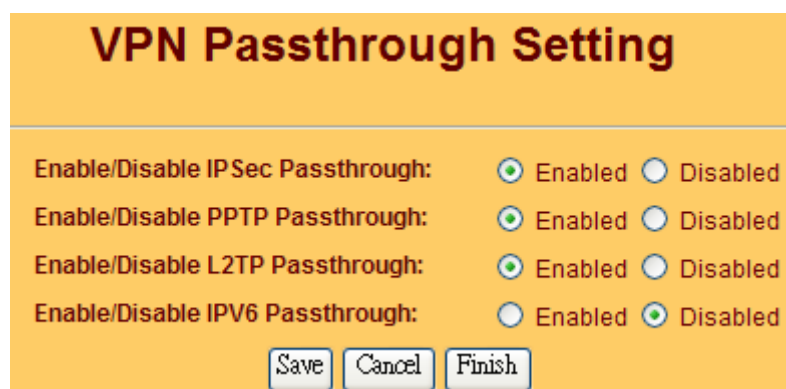 VPN Passthrough Setting
Enable/Disable IPSec Passthrough: Enabled Disabled
Enable/Disable PPTP Passthrough: Enabled Disabled
Enable/Disable L2TP Passthrough: Enabled Disabled
Enable/Disable IPV6 Passthrough: Enabled Disabled
Save Cancel Finish